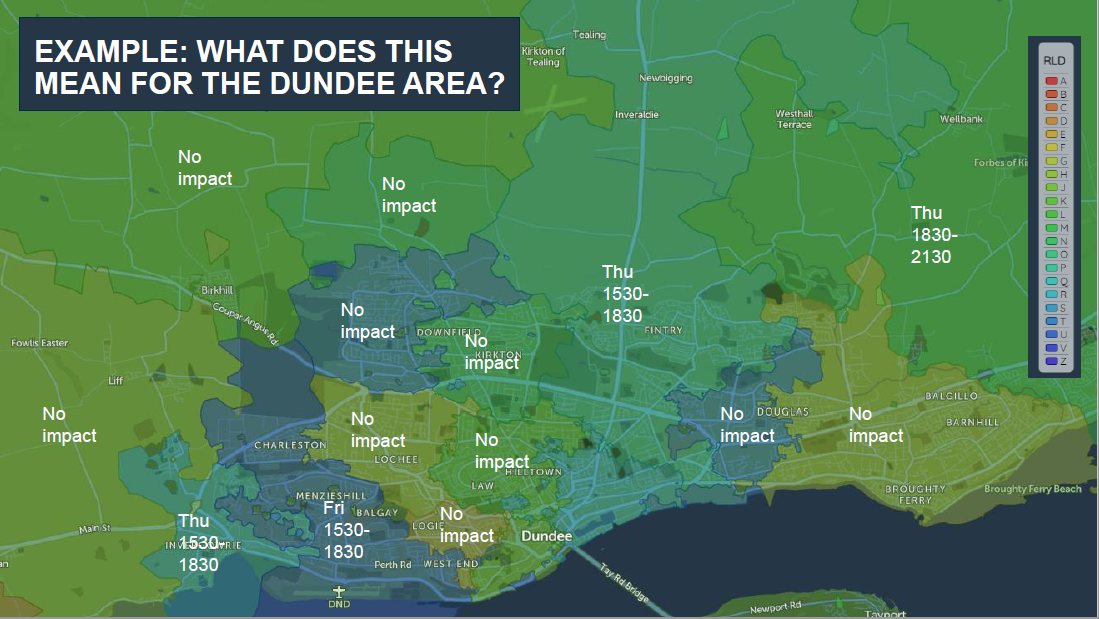 EXAMPLE: WHAT DOES THIS
MEAN FOR THE DUNDEE AREA?
Tealing
Kirkton of
Tealing
Newbigging
Inveraldie
Westhall
Terrace
Wellbank
Forbes of
RLD
A
B
C
D
E
F
G
H
J
K
L
M
N
O
P
Q
R
S
T
U
V
Z
No
impact
No
impact
Thu
1830-
2130
Thu
1530-
1830
Birkhill
Coupar Angus Rd
No
impact
DOWNFIELD
No
impact
KIRKTON
FINTRY
Fowlis Easter
Liff
No
impact
No
impact
LOCHEE
CHARLESTON
No
impact
HILLTOWN
LAW
No
impact
DOUGLAS
No
impact
BALGILLO
BARNHILL
BROUGHTY
FERRY
Broughty Ferry Beach
MENZIESHILL
Fri
1530-
1830
BALGAY
LOGIE
No
impact
Main St
Thu
1530-
1830
INVERGOWRIE
Perth Rd
WEST END
Dundee
DND
Tay Rd Bridge
Newport Rd
Tayport